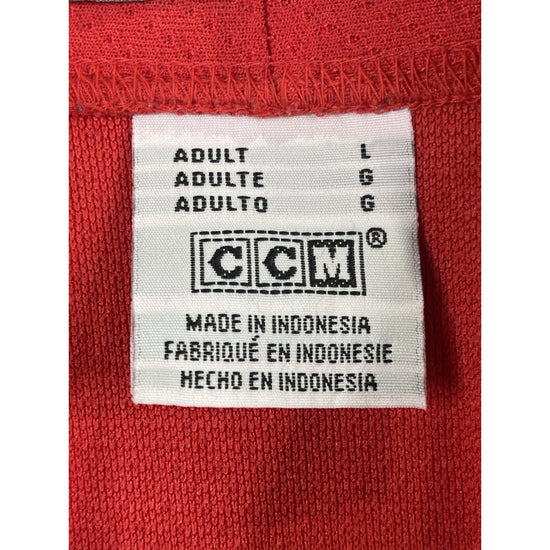 ADULT L
ADULTE G
ADULTO G
CCM®
MADE IN INDONESIA
FABRIQUÉ EN INDONESIE
HECHO EN INDONESIA